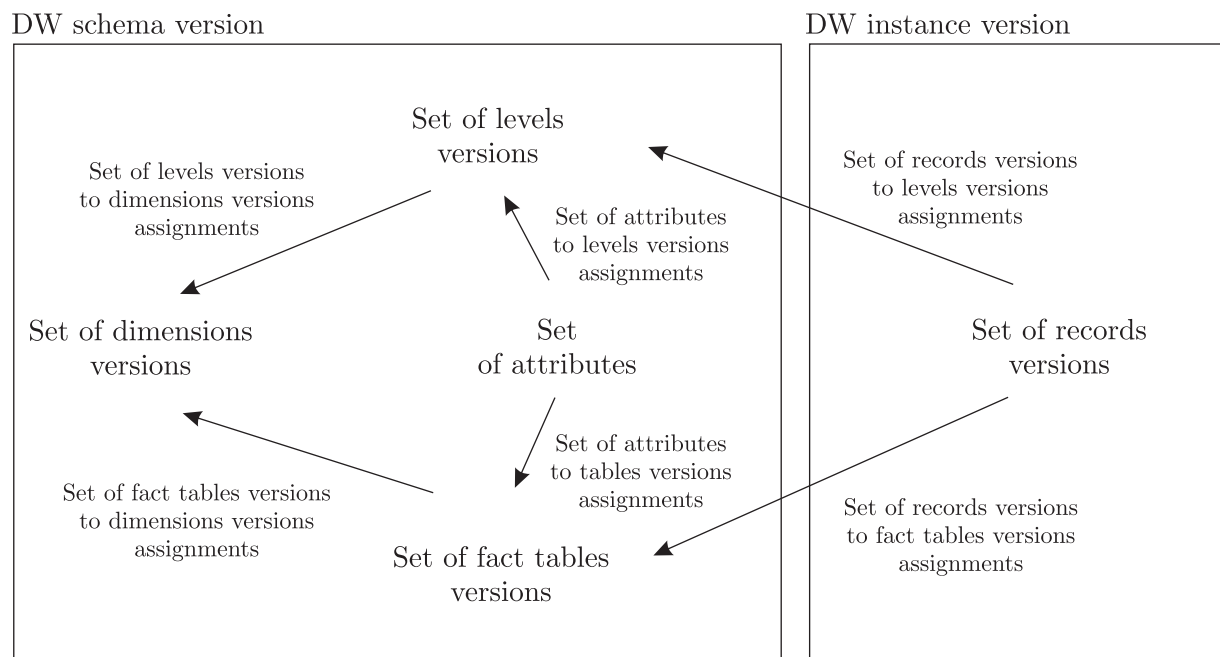 DW schema version
DW instance version
Set of levels
versions
Set of levels versions
to dimensions versions
assignments
Set of attributes
to levels versions
assignments
Set of records versions
to levels versions
assignments
Set of dimensions
versions
Set
of attributes
Set of records
versions
Set of attributes
to tables versions
assignments
Set of fact tables versions
to dimensions versions
assignments
Set of records versions
to fact tables versions
assignments
Set of fact tables
versions